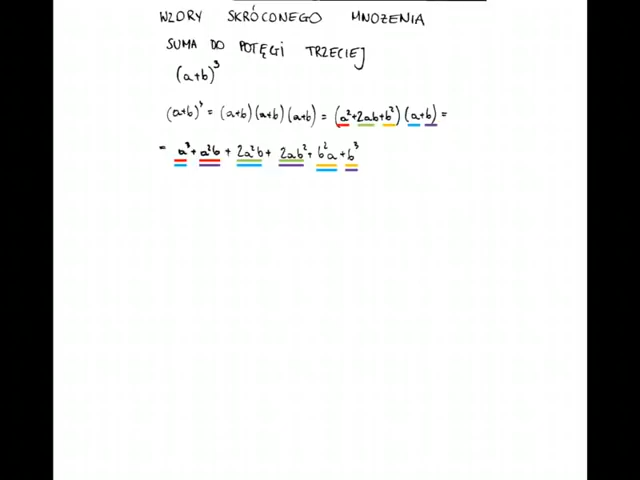 WZORY SKRÓCONEGO MNOŻENIA
SUMA DO POTĘGI TRZECIEJ
(a+b)³
(a+b)³ = (a+b)(a+b)(a+b) = (a²+2ab+b²)(a+b) =
= a³+a²b + 2a²b + 2ab² + b²a + b³